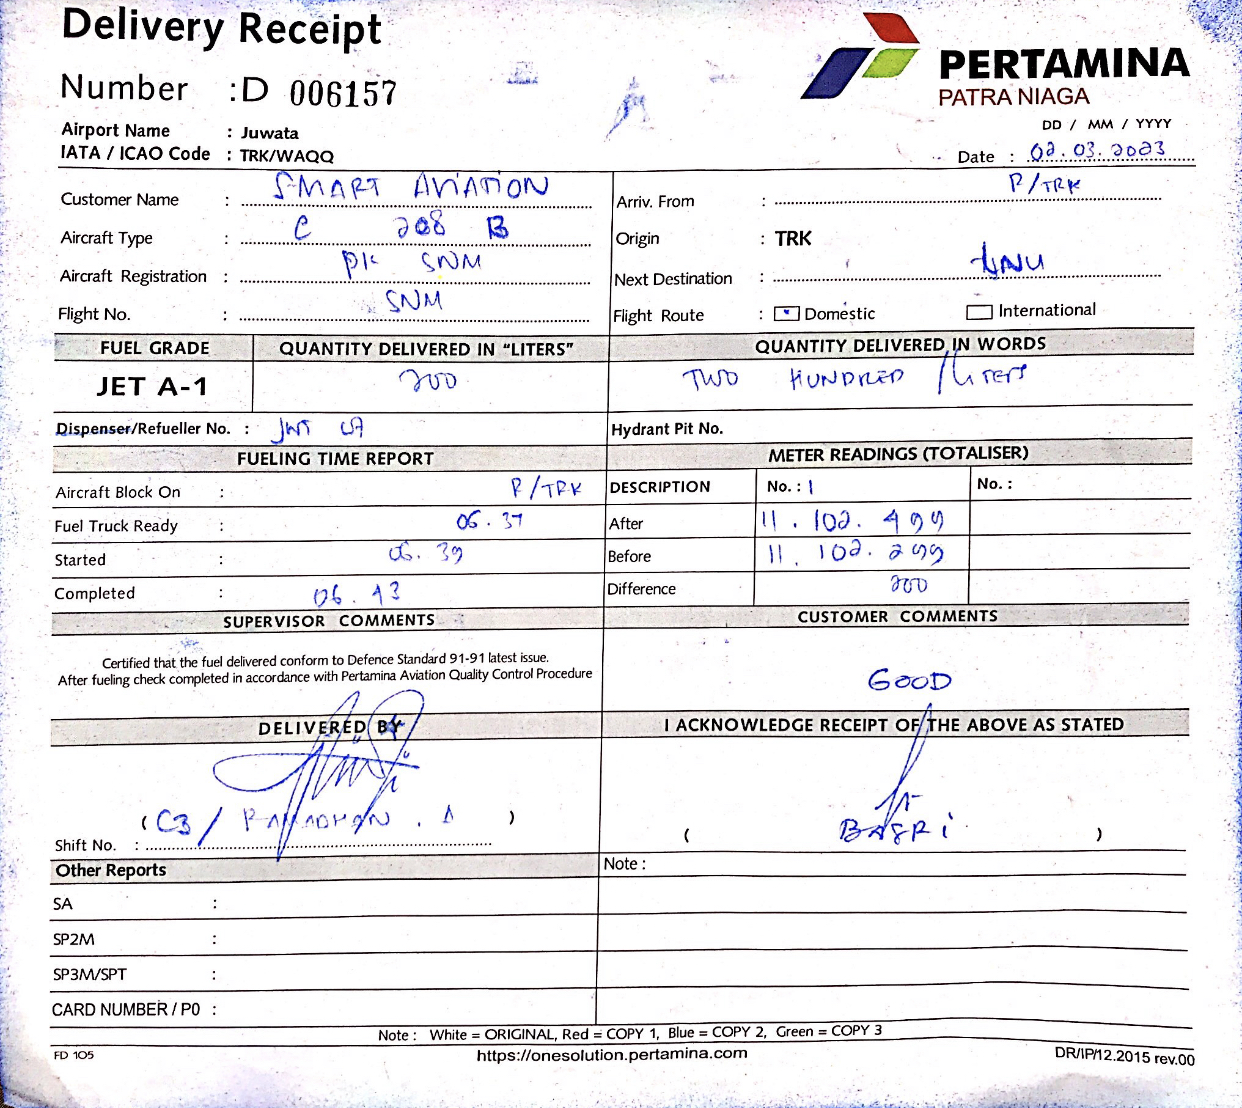 Delivery Receipt
Number : D 006157
PERTAMINA
PATRA NIAGA
Airport Name : Juwata
IATA / ICAO Code : TRK/WAQQ
DD / MM / YYYY
Date : 02.03.2023
Customer Name : SMART AVIATION
Aircraft Type : C 208 B
Aircraft Registration : PK SNM
Flight No. : SNM
Arriv. From : P/TRK
Origin : TRK
Next Destination :
Flight Route : Domestic International
FUEL GRADE QUANTITY DELIVERED IN “LITERS” QUANTITY DELIVERED IN WORDS
JET A-1 200 TWO HUNDRED / LITERS
Dispenser/Refueller No. : Hydrant Pit No.
FUELING TIME REPORT METER READINGS (TOTALISER)
Aircraft Block On : P/TRK DESCRIPTION No. : 1 No. :
Fuel Truck Ready : 06.37 After 11.102.499
Started : 06.39 Before 11.102.299
Completed : 06.43 Difference 200
SUPERVISOR COMMENTS CUSTOMER COMMENTS
Certified that the fuel delivered conform to Defence Standard 91-91 latest issue.
After fueling check completed in accordance with Pertamina Aviation Quality Control Procedure
GOOD
DELIVERED BY I ACKNOWLEDGE RECEIPT OF THE ABOVE AS STATED
( C3 / RAMADHAN . A ) ( BASRi )
Shift No. :
Other Reports Note :
SA :
SP2M :
SP3M/SPT :
CARD NUMBER / P0 :
Note : White = ORIGINAL, Red = COPY 1, Blue = COPY 2, Green = COPY 3
FD 105 https://onesolution.pertamina.com DR/IP/12.2015 rev.00